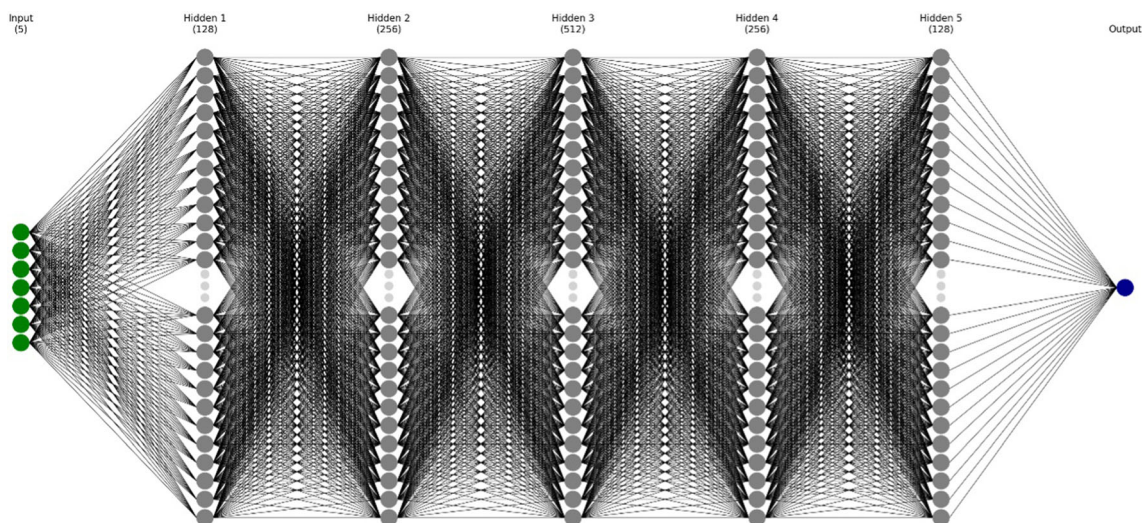 Input
(5)
Hidden 1
(128)
Hidden 2
(256)
Hidden 3
(512)
Hidden 4
(256)
Hidden 5
(128)
Output